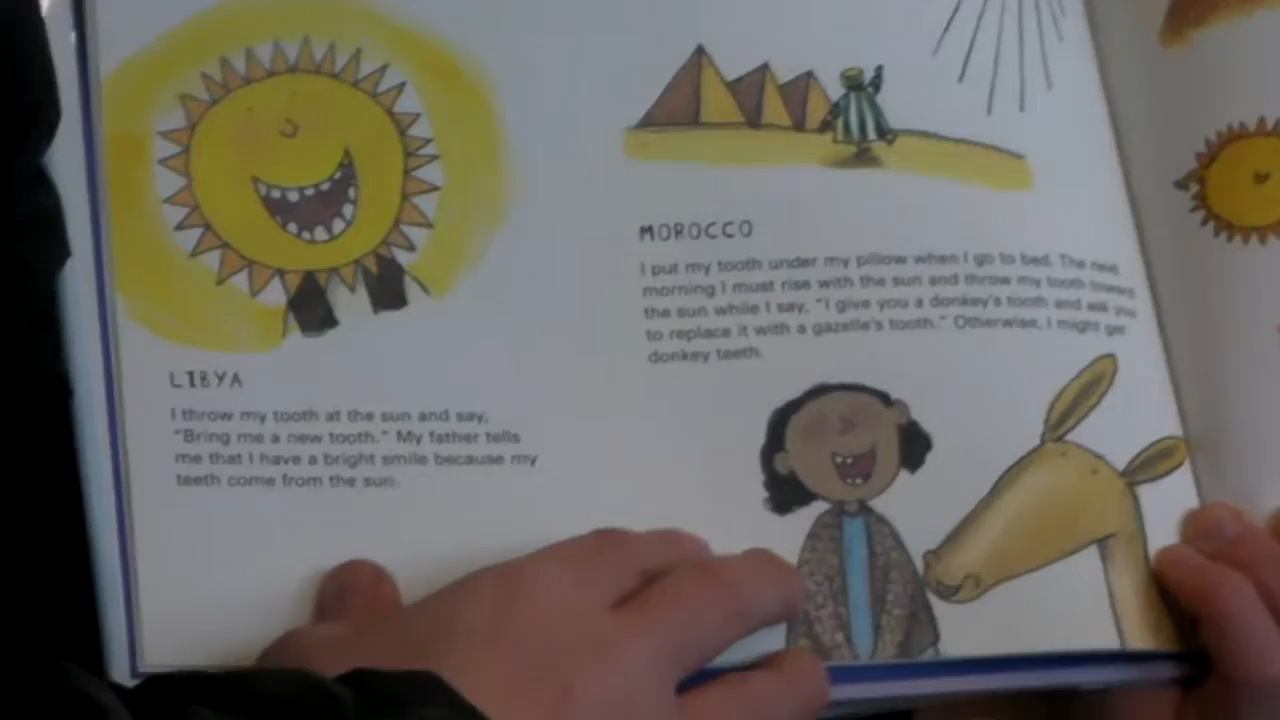 LIBYA
I throw my tooth at the sun and say,
"Bring me a new tooth." My father tells
me that I have a bright smile because my
teeth come from the sun.
MOROCCO
I put my tooth under my pillow when I go to bed. The next
morning I must rise with the sun and throw my tooth toward
the sun while I say, "I give you a donkey's tooth and ask you
to replace it with a gazelle's tooth." Otherwise, I might get
donkey teeth.